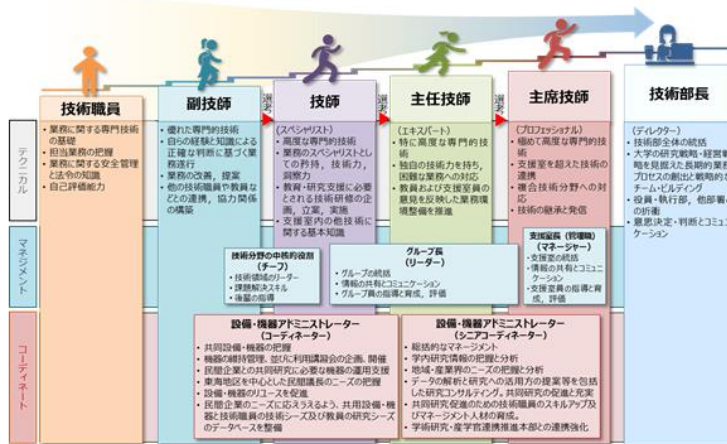 技術職員
副技師
技師
主任技師
主席技師
技術部長
選考
選考
選考
テクニカル
マネジメント
コーディネート
• 業務に関する専門技術
の基礎
• 担当業務の把握
• 業務に関する安全管理
と法令の知識
• 自己評価能力
• 優れた専門的技術
• 自らの経験と知識による
正確な判断に基づく業
務遂行
• 業務の改善，提案
• 他の技術職員や教員な
どとの連携，協力関係
の構築
(スペシャリスト)
• 高度な専門的技術
• 業務のスペシャリストとし
ての矜持，技術力，
洞察力
• 教育・研究支援に必要
とされる技術研修の企
画，立案，実施
• 支援室内の他技術に
関する基本知識
(エキスパート)
• 特に高度な専門的技
術
• 独自の技術力を持ち，
困難な業務への対応
• 教員および支援室員の
意見を反映した業務環
境整備を推進
(プロフェッショナル)
• 極めて高度な専門的技
術
• 支援室を超えた技術の
連携
• 複合技術分野への対
応
• 技術の継承と発信
(ディレクター)
• 技術部全体の統括
• 大学の研究戦略・経営戦
略を見据えた長期的業務
プロセスの創出と戦略的な
チーム・ビルディング
• 役員・執行部，他部署と
の折衝
• 意思決定・判断とコミュニ
ケーション
技術分野の中核的役割
(チーフ)
• 技術領域のリーダー
• 課題解決スキル
• 後輩の指導
グループ長
(リーダー)
• グループの統括
• 情報の共有とコミュニケーション
• グループ員の指導と育成，評価
支援室長（管理職）
(マネージャー)
• 支援室の統括
• 情報の共有とコミュニ
ケーション
• 支援室員の指導と育
成，評価
設備・機器アドミニストレーター
(コーディネーター)
• 共同設備・機器の把握
• 機器の維持管理、並びに利用講習会の企画、開催
• 民間企業との共同研究に必要な機器の運用支援
• 東海地区を中心とした民間議長のニーズの把握
• 設備・機器のリユースを促進
• 民間企業のニーズに応えうえるよう、共用設備・機
器と技術職員の技術シーズ及び教員の研究シーズ
のデータベースを整備
設備・機器アドミニストレーター
(シニアコーディネーター)
• 総括的なマネージメント
• 学内研究情報の把握と分析
• 地域・産業界のニーズの把握と分析
• データの解析と研究への活用方の提案等を包括
した研究コンサルティング。共同研究の促進と充実
• 共同研究促進のための技術職員のスキルアップ及
びマネージメント人材の育成。
• 学術研究・産学官連携推進本部との連携強化